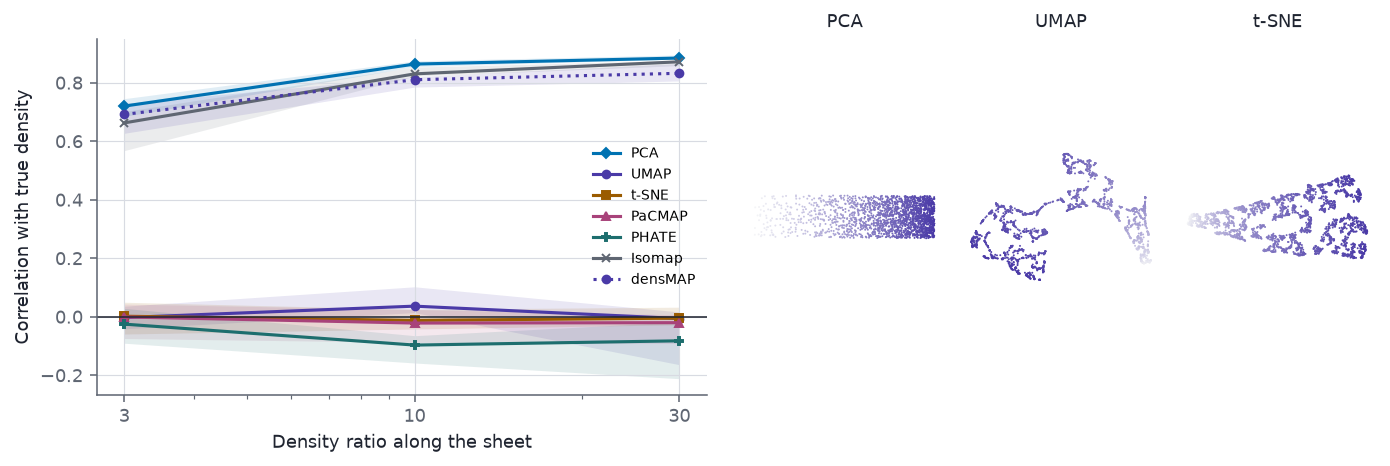 PCA UMAP t-SNE
Correlation with true density
0.8
0.6
0.4
0.2
0.0
−0.2
PCA
UMAP
t-SNE
PaCMAP
PHATE
Isomap
densMAP
3 10 30
Density ratio along the sheet